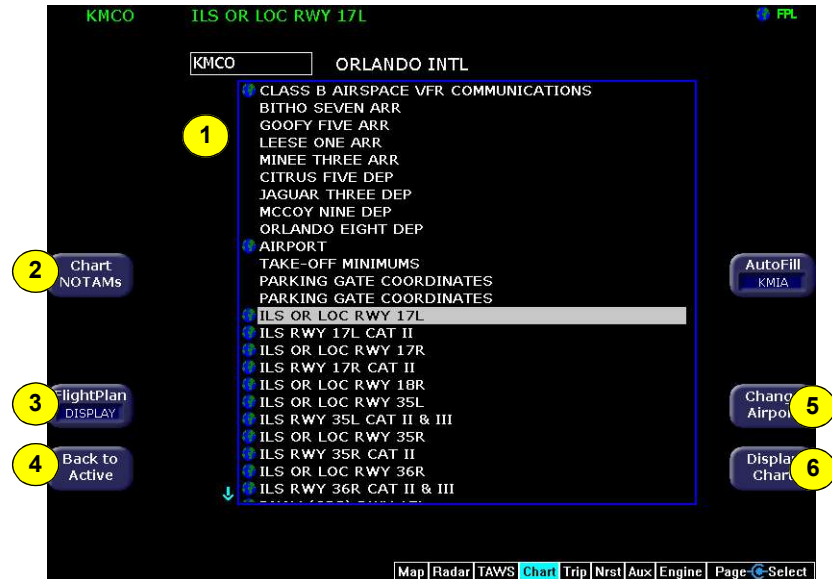 KMCO ILS OR LOC RWY 17L FPL
KMCO ORLANDO INTL
CLASS B AIRSPACE VFR COMMUNICATIONS
BITHO SEVEN ARR
1
GOOFY FIVE ARR
LEESE ONE ARR
MINEE THREE ARR
CITRUS FIVE DEP
JAGUAR THREE DEP
MCCOY NINE DEP
ORLANDO EIGHT DEP
AIRPORT
TAKE-OFF MINIMUMS
PARKING GATE COORDINATES
PARKING GATE COORDINATES
ILS OR LOC RWY 17L
ILS RWY 17L CAT II
ILS OR LOC RWY 17R
ILS RWY 17R CAT II
ILS OR LOC RWY 18R
ILS OR LOC RWY 35L
ILS RWY 35L CAT II & III
ILS OR LOC RWY 35R
ILS RWY 35R CAT II
ILS OR LOC RWY 36R
ILS RWY 36R CAT II & III
2
Chart
NOTAMs
3
FlightPlan
DISPLAY
4
Back to
Active
AutoFill
KMIA
Chang
Airpor
5
Displa
Chart
6
Map Radar TAWS Chart Trip Nrst Aux Engine Page Select